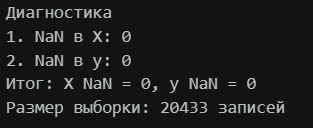 Диагностика
1. NaN в X: 0
2. NaN в y: 0
Итог: X NaN = 0, y NaN = 0
Размер выборки: 20433 записей